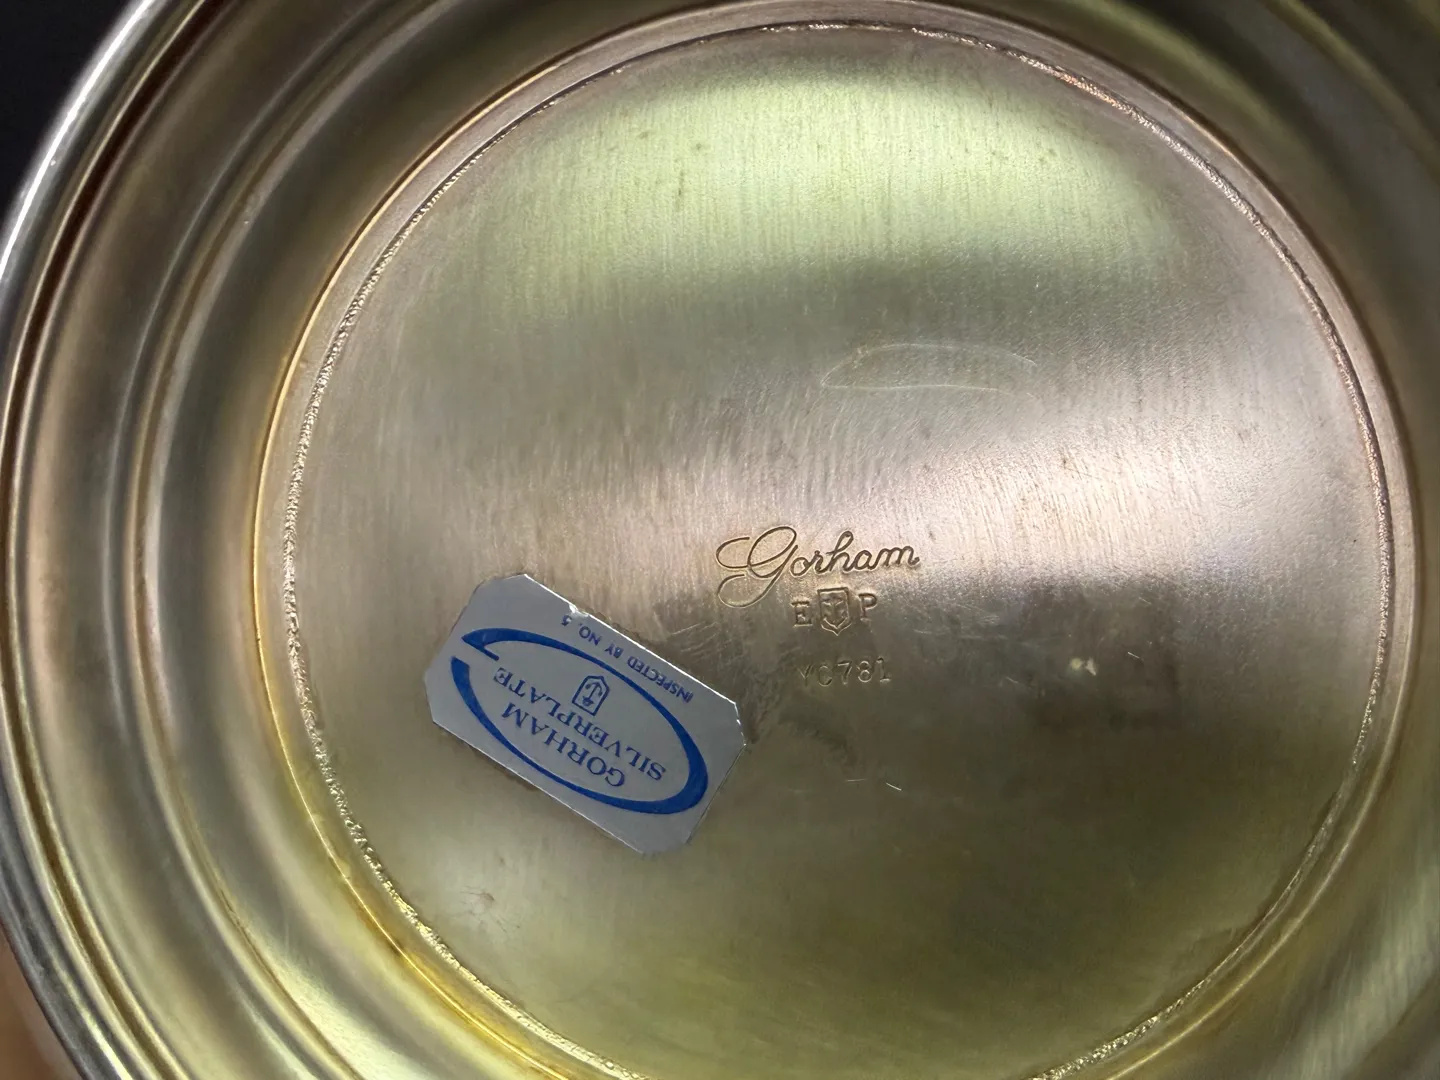 Gorham
E P
YC781
GORHAM
SILVERPLATE
INSPECTED BY NO. 5